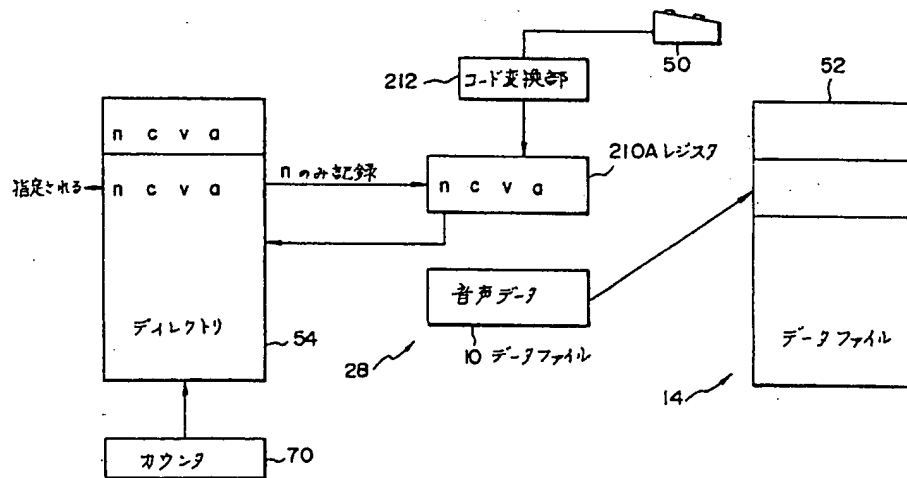 50
212 コード変換部
52
n c v a
210A レジスタ
指定される n c v a
n のみ記録
n c v a
音声データ
ディレクトリ
54
28
10 データファイル
データファイル
14
カウンタ 70